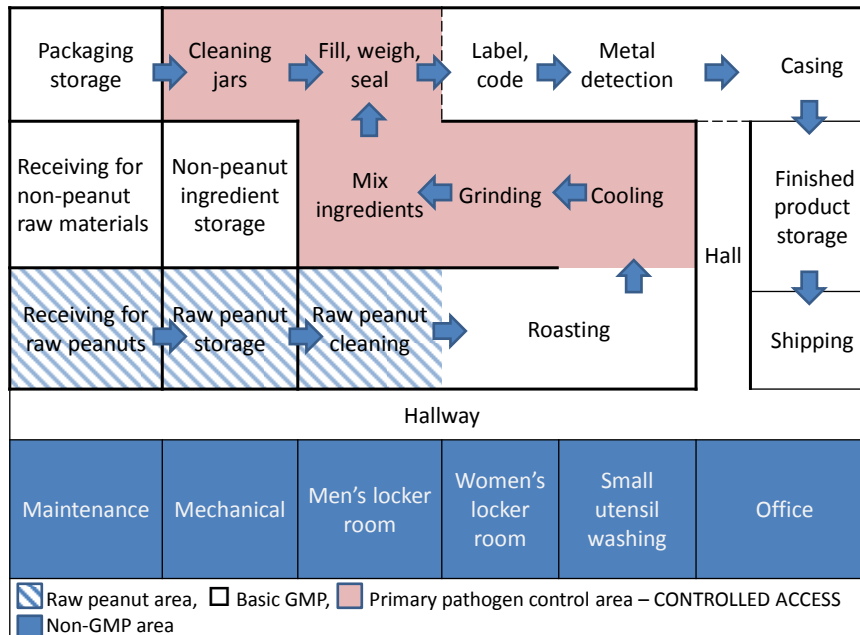 Packaging
storage
Cleaning
jars
Fill, weigh,
seal
Label,
code
Metal
detection
Casing
Receiving for
non-peanut
raw materials
Non-peanut
ingredient
storage
Mix
ingredients
Grinding
Cooling
Hall
Finished
product
storage
Receiving for
raw peanuts
Raw peanut
storage
Raw peanut
cleaning
Roasting
Shipping
Hallway
Maintenance
Mechanical
Men's locker
room
Women's
locker
room
Small
utensil
washing
Office
Raw peanut area, Basic GMP, Primary pathogen control area – CONTROLLED ACCESS
Non-GMP area